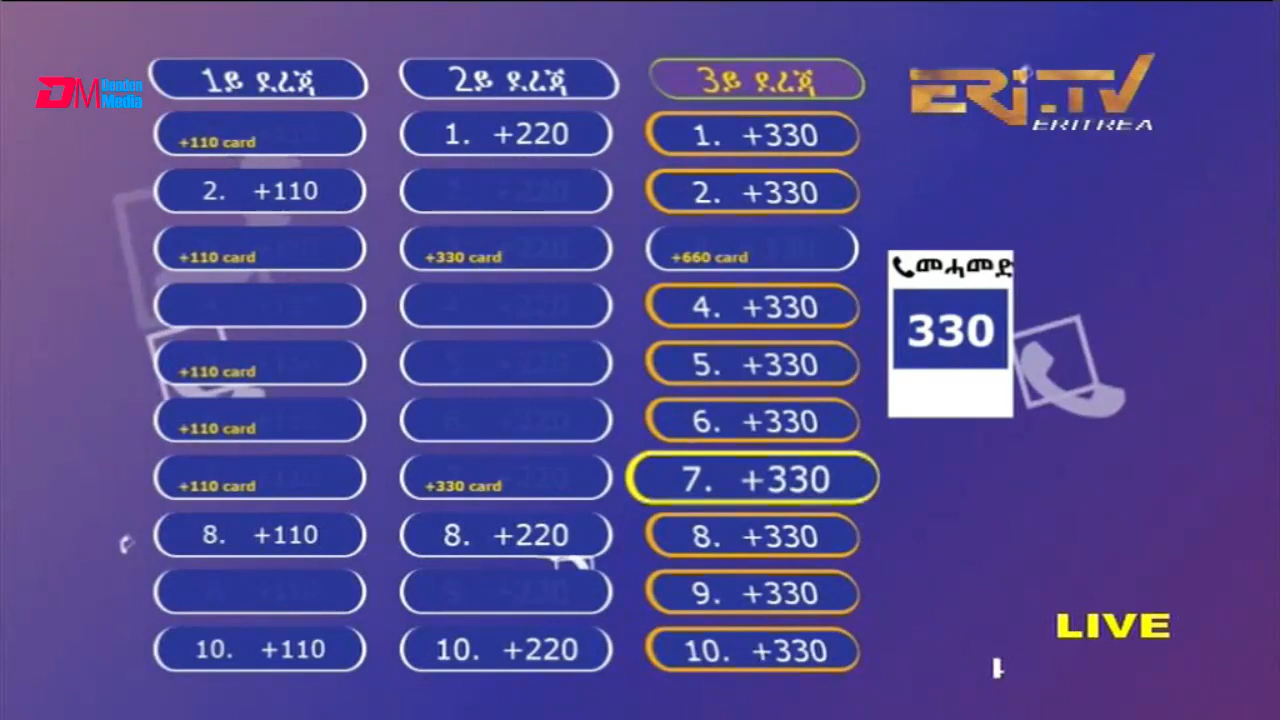 DM Denden Media
1ይ ደረጃ 2ይ ደረጃ 3ይ ደረጃ
ERi.TV
ERITREA
+110 card 1. +220 1. +330
2. +110 2. +330
+110 card +330 card +660 card
📞መሓመድ
4. +330
330
+110 card 5. +330
+110 card 6. +330
+110 card +330 card 7. +330
8. +110 8. +220 8. +330
9. +330
LIVE
10. +110 10. +220 10. +330